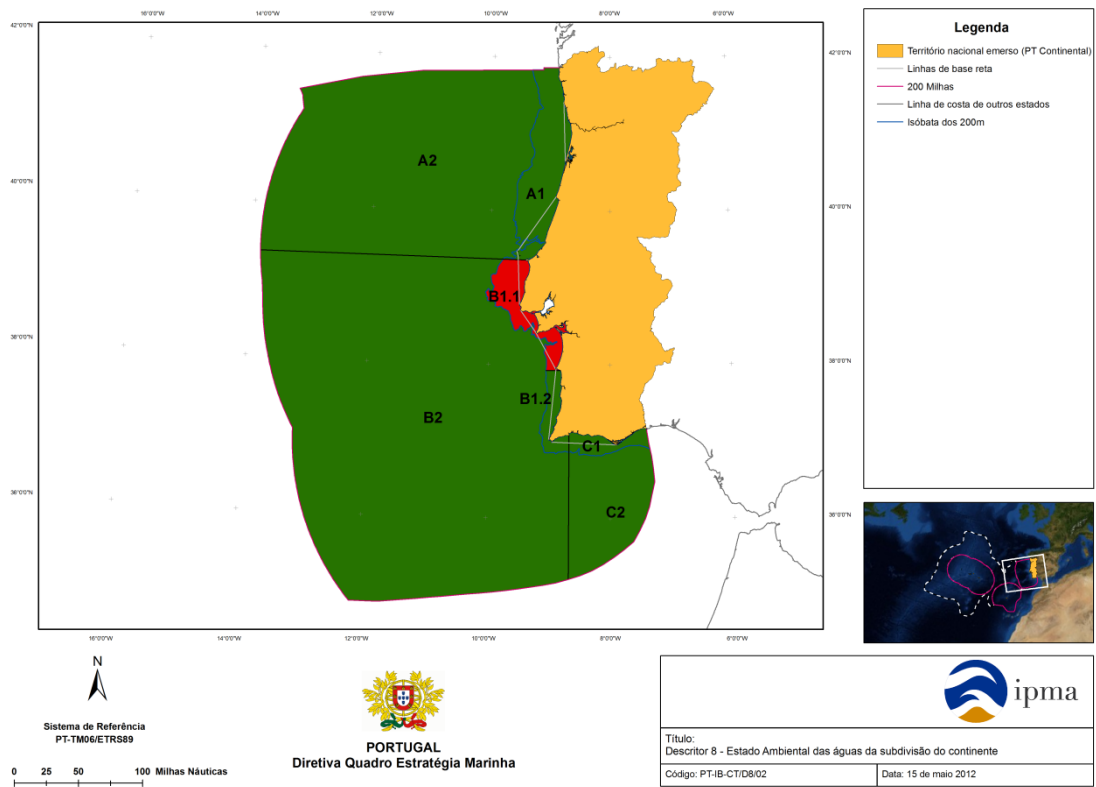 16°0'0"W
14°0'0"W
12°0'0"W
10°0'0"W
8°0'0"W
6°0'0"W
42°0'0"N
42°0'0"N
40°0'0"N
40°0'0"N
38°0'0"N
38°0'0"N
36°0'0"N
36°0'0"N
A2
A1
B1.1
B2
B1.2
C1
C2
16°0'0"W
14°0'0"W
12°0'0"W
10°0'0"W
8°0'0"W
6°0'0"W
Legenda
Território nacional emerso (PT Continental)
Linhas de base reta
200 Milhas
Linha de costa de outros estados
Isóbata dos 200m
N
Sistema de Referência
PT-TM06/ETRS89
0 25 50 100 Milhas Náuticas
PORTUGAL
Diretiva Quadro Estratégia Marinha
ipma
Título:
Descritor 8 - Estado Ambiental das águas da subdivisão do continente
Código: PT-IB-CT/D8/02
Data: 15 de maio 2012